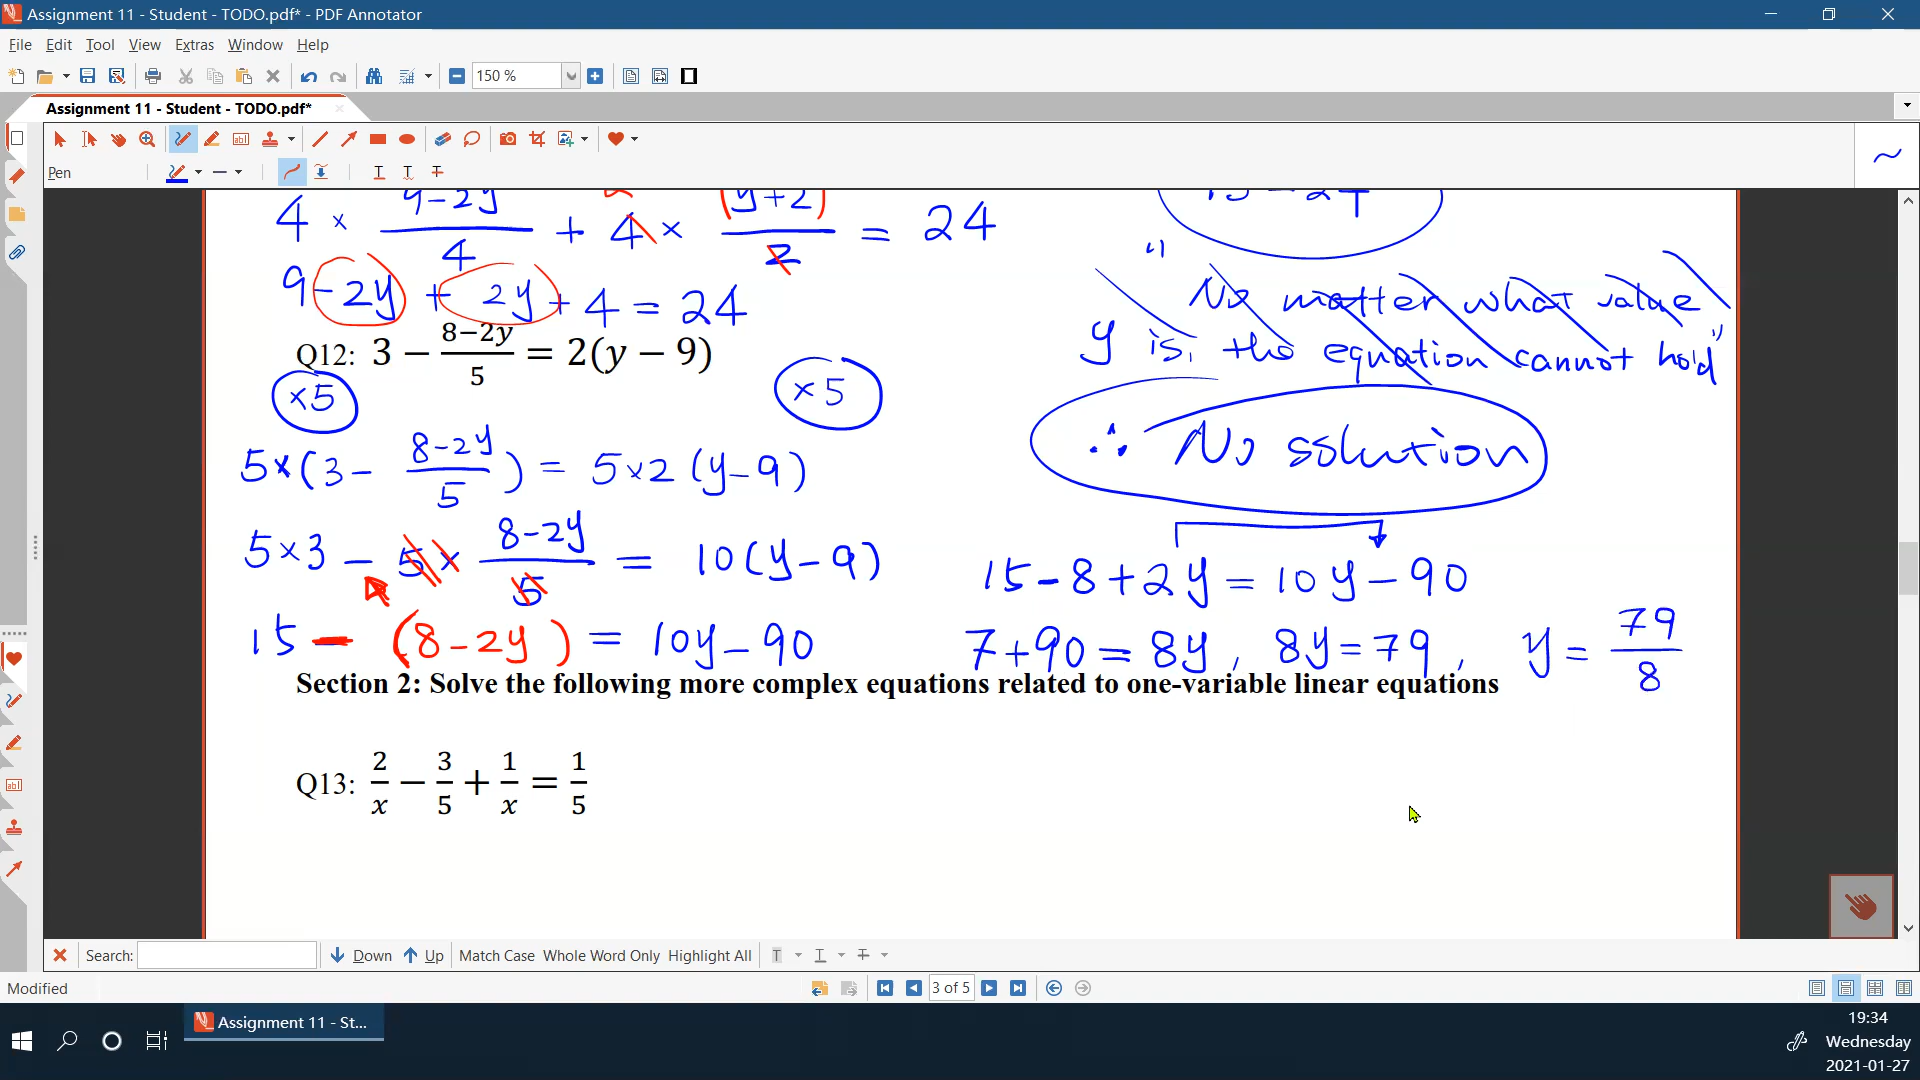 Assignment 11 - Student - TODO.pdf* - PDF Annotator
File Edit Tool View Extras Window Help
150 %
Assignment 11 - Student - TODO.pdf*
Pen
4 × 9-2y/4 + 4 × (y+2)/2 = 24
9 - 2y + 2y + 4 = 24
"No matter what value
y is, the equation cannot hold"
∴ No solution
Q12: 3 − (8−2y)/5 = 2(y − 9)
×5 ×5
5×(3 - 8-2y/5) = 5×2 (y-9)
5×3 - 5× 8-2y/5 = 10(y-9)
15 - (8-2y) = 10y-90
15-8+2y = 10y-90
7+90 = 8y, 8y=79, y = 79/8
Section 2: Solve the following more complex equations related to one-variable linear equations
Q13: 2/x − 3/5 + 1/x = 1/5
Search: Down Up Match Case Whole Word Only Highlight All
Modified
3 of 5
Assignment 11 - St...
19:34
Wednesday
2021-01-27